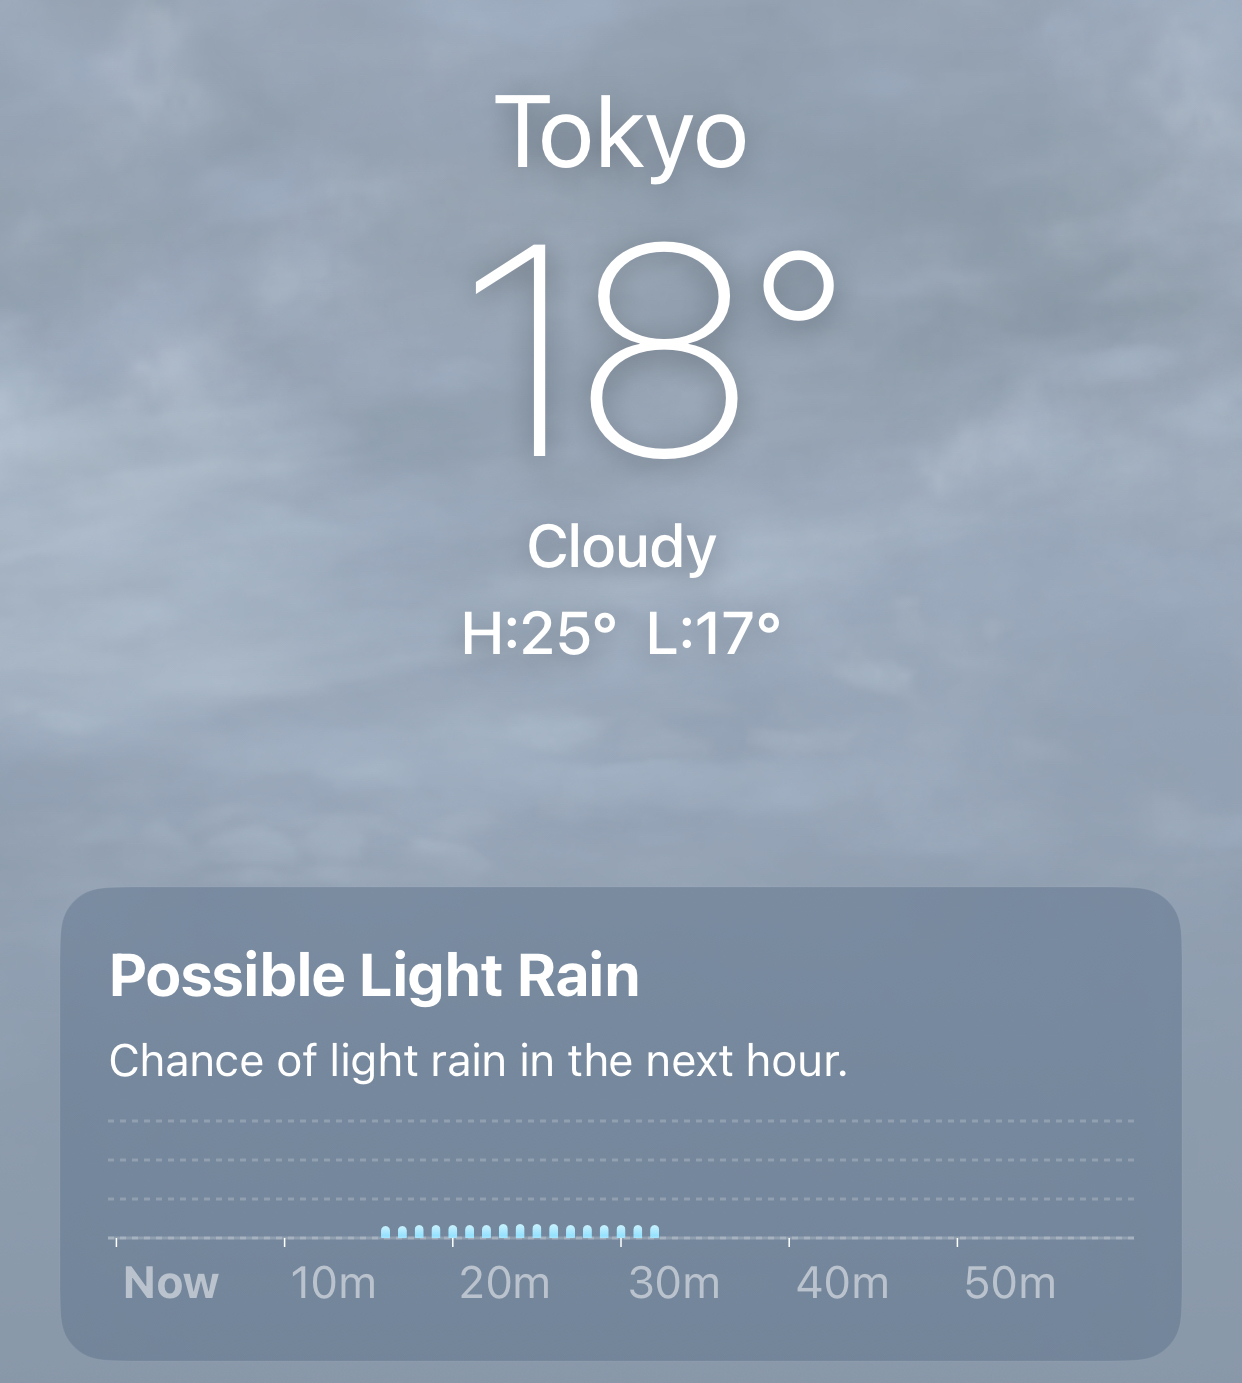 Tokyo
18°
Cloudy
H:25° L:17°
Possible Light Rain
Chance of light rain in the next hour.
Now 10m 20m 30m 40m 50m